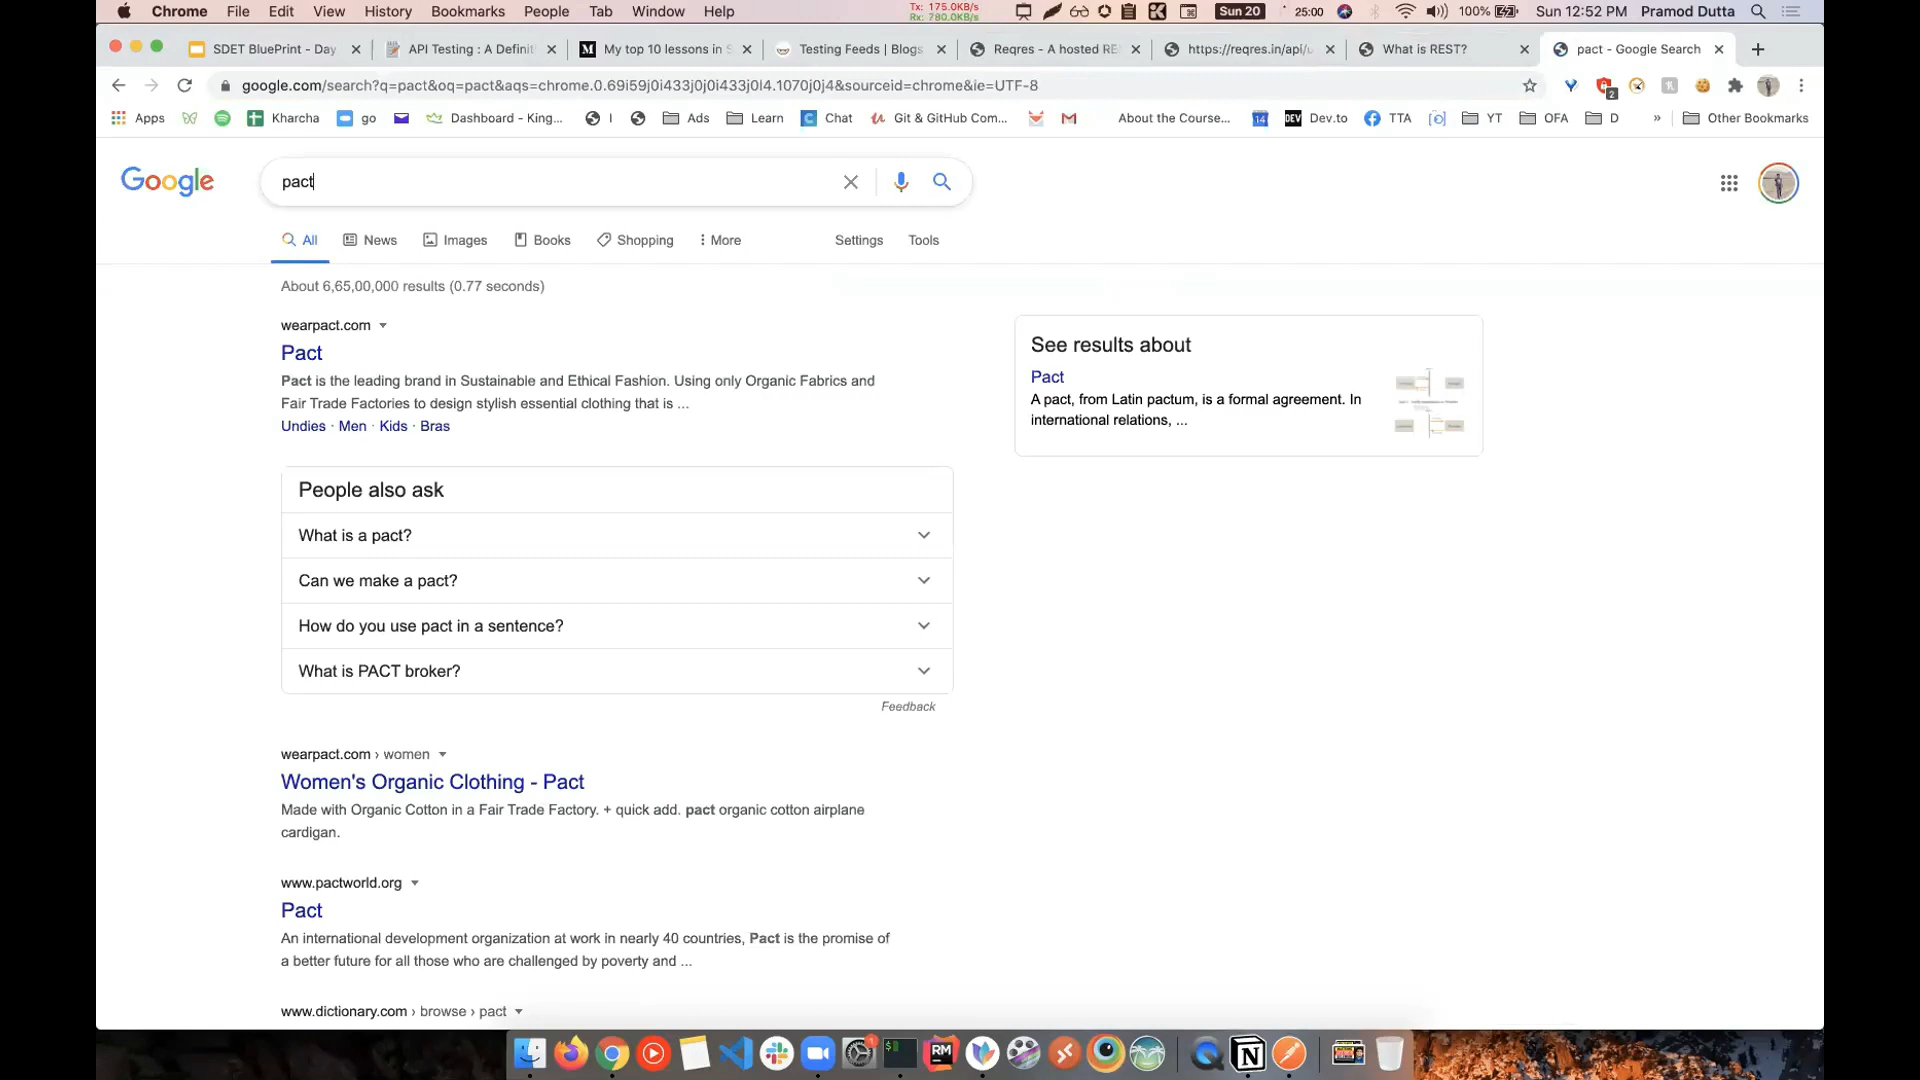 Chrome File Edit View History Bookmarks People Tab Window Help Tx: 175.0KB/s Rx: 780.0KB/s Sun 20 25:00 100% Sun 12:52 PM Pramod Dutta
SDET BluePrint - Day API Testing : A Definiti My top 10 lessons in S Testing Feeds | Blogs Reqres - A hosted RE https://reqres.in/api/u What is REST? pact - Google Search
google.com/search?q=pact&oq=pact&aqs=chrome.0.69i59j0i433j0j0i433j0l4.1070j0j4&sourceid=chrome&ie=UTF-8
Apps Kharcha go Dashboard - King... I Ads Learn Chat Git & GitHub Com... About the Course... 14 Dev.to TTA YT OFA D » Other Bookmarks
Google pact
All News Images Books Shopping More Settings Tools
About 6,65,00,000 results (0.77 seconds)
wearpact.com
Pact
Pact is the leading brand in Sustainable and Ethical Fashion. Using only Organic Fabrics and
Fair Trade Factories to design stylish essential clothing that is ...
Undies · Men · Kids · Bras
See results about
Pact
A pact, from Latin pactum, is a formal agreement. In
international relations, ...
People also ask
What is a pact?
Can we make a pact?
How do you use pact in a sentence?
What is PACT broker?
Feedback
wearpact.com › women
Women's Organic Clothing - Pact
Made with Organic Cotton in a Fair Trade Factory. + quick add. pact organic cotton airplane
cardigan.
www.pactworld.org
Pact
An international development organization at work in nearly 40 countries, Pact is the promise of
a better future for all those who are challenged by poverty and ...
www.dictionary.com › browse › pact